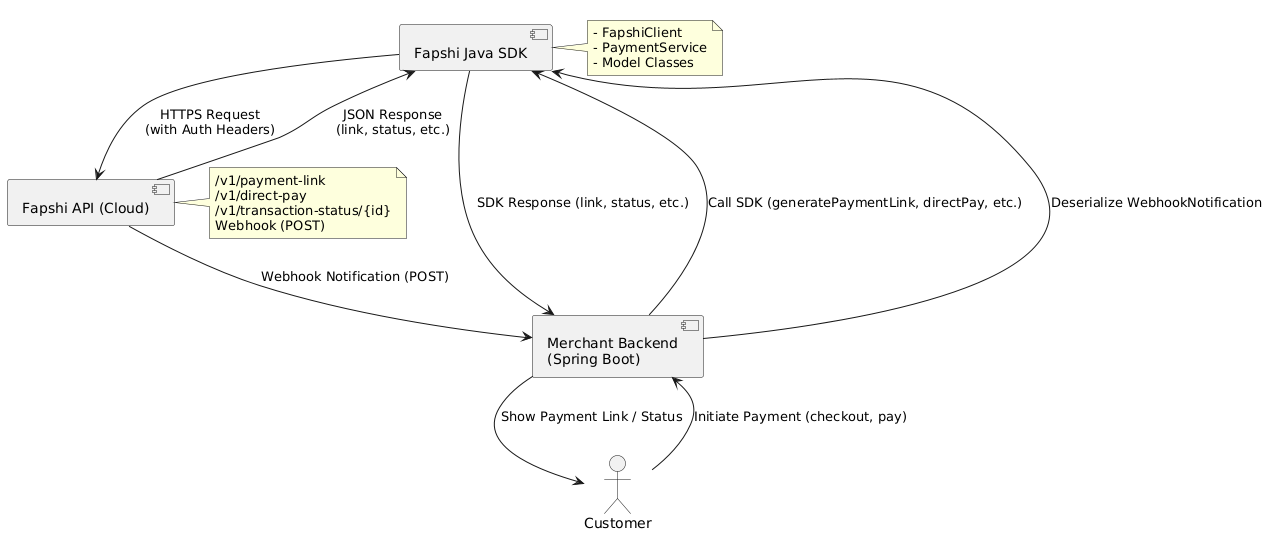 Fapshi Java SDK
- FapshiClient
- PaymentService
- Model Classes
HTTPS Request
(with Auth Headers)
JSON Response
(link, status, etc.)
Fapshi API (Cloud)
/v1/payment-link
/v1/direct-pay
/v1/transaction-status/{id}
Webhook (POST)
SDK Response (link, status, etc.)
Call SDK (generatePaymentLink, directPay, etc.)
Deserialize WebhookNotification
Webhook Notification (POST)
Merchant Backend
(Spring Boot)
Show Payment Link / Status
Initiate Payment (checkout, pay)
Customer